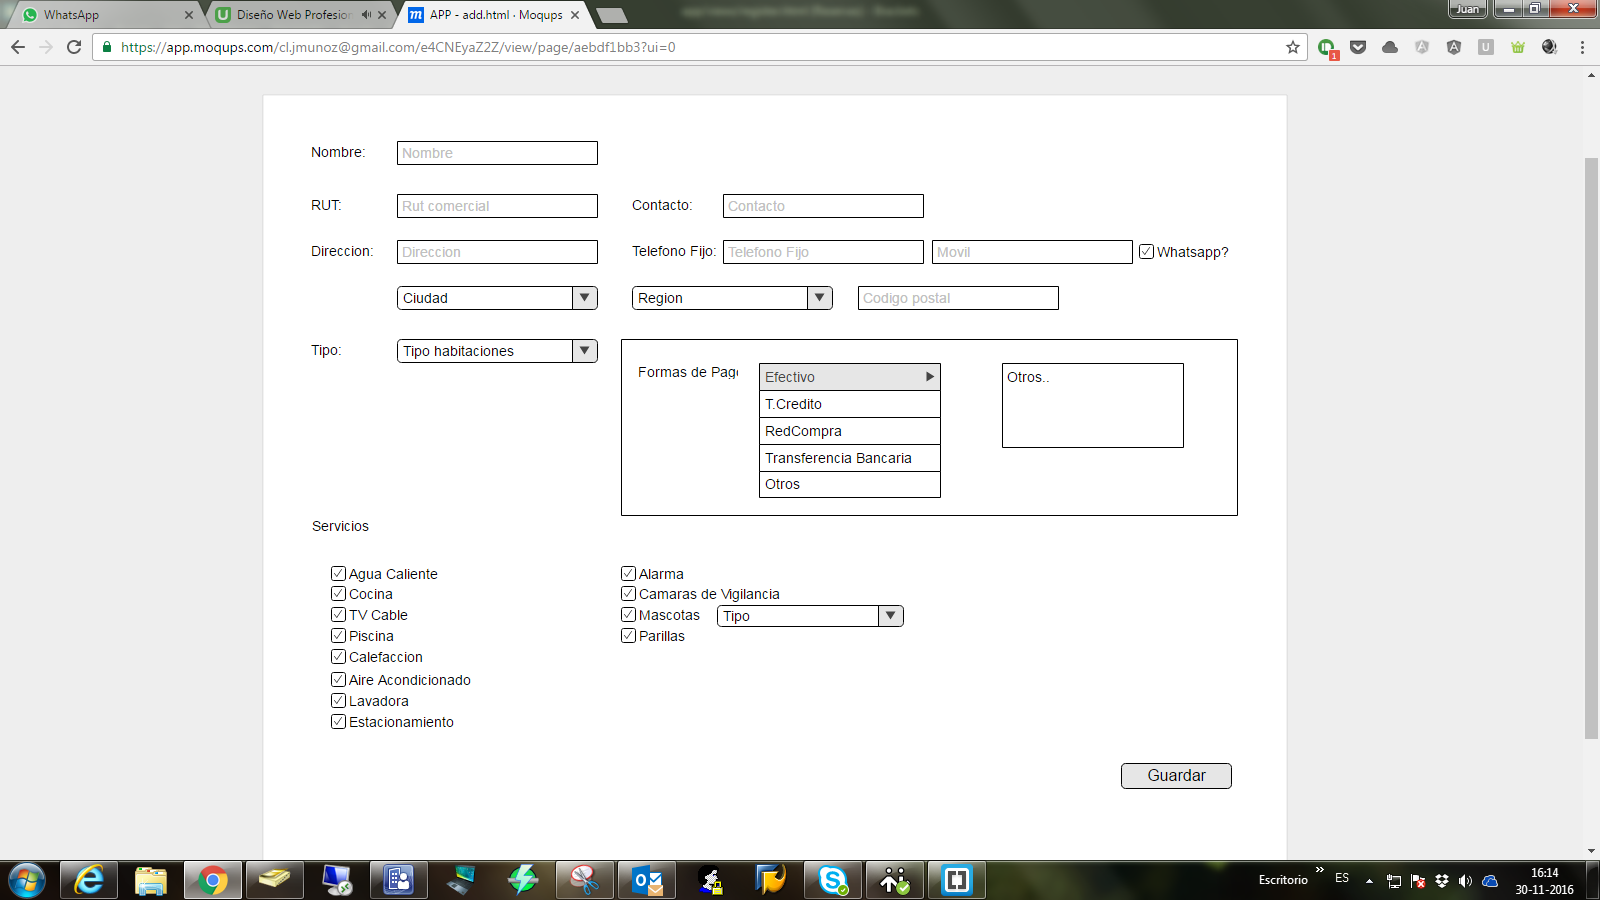 WhatsApp
Diseño Web Profesion
APP - add.html · Moqups
Juan
https://app.moqups.com/cl.jmunoz@gmail.com/e4CNEyaZ2Z/view/page/aebdf1bb3?ui=0
1
Nombre: Nombre
RUT: Rut comercial Contacto: Contacto
Direccion: Direccion Telefono Fijo: Telefono Fijo Movil Whatsapp?
Ciudad Region Codigo postal
Tipo: Tipo habitaciones
Formas de Pago Efectivo Otros..
T.Credito
RedCompra
Transferencia Bancaria
Otros
Servicios
Agua Caliente Alarma
Cocina Camaras de Vigilancia
TV Cable Mascotas Tipo
Piscina Parillas
Calefaccion
Aire Acondicionado
Lavadora
Estacionamiento
Guardar
Escritorio » ES 16:14
30-11-2016